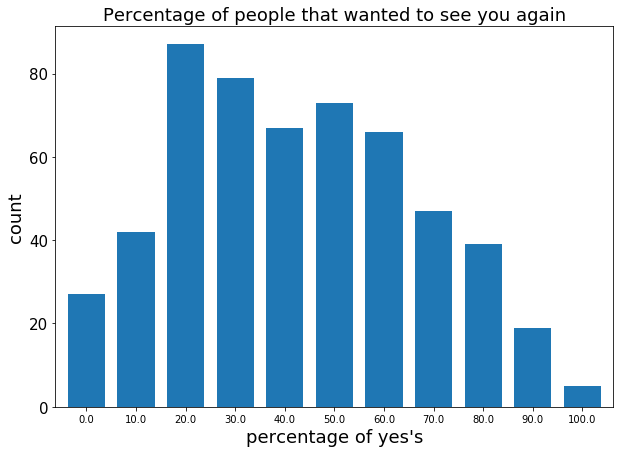 Percentage of people that wanted to see you again
80
60
40
20
0
count
0.0 10.0 20.0 30.0 40.0 50.0 60.0 70.0 80.0 90.0 100.0
percentage of yes's